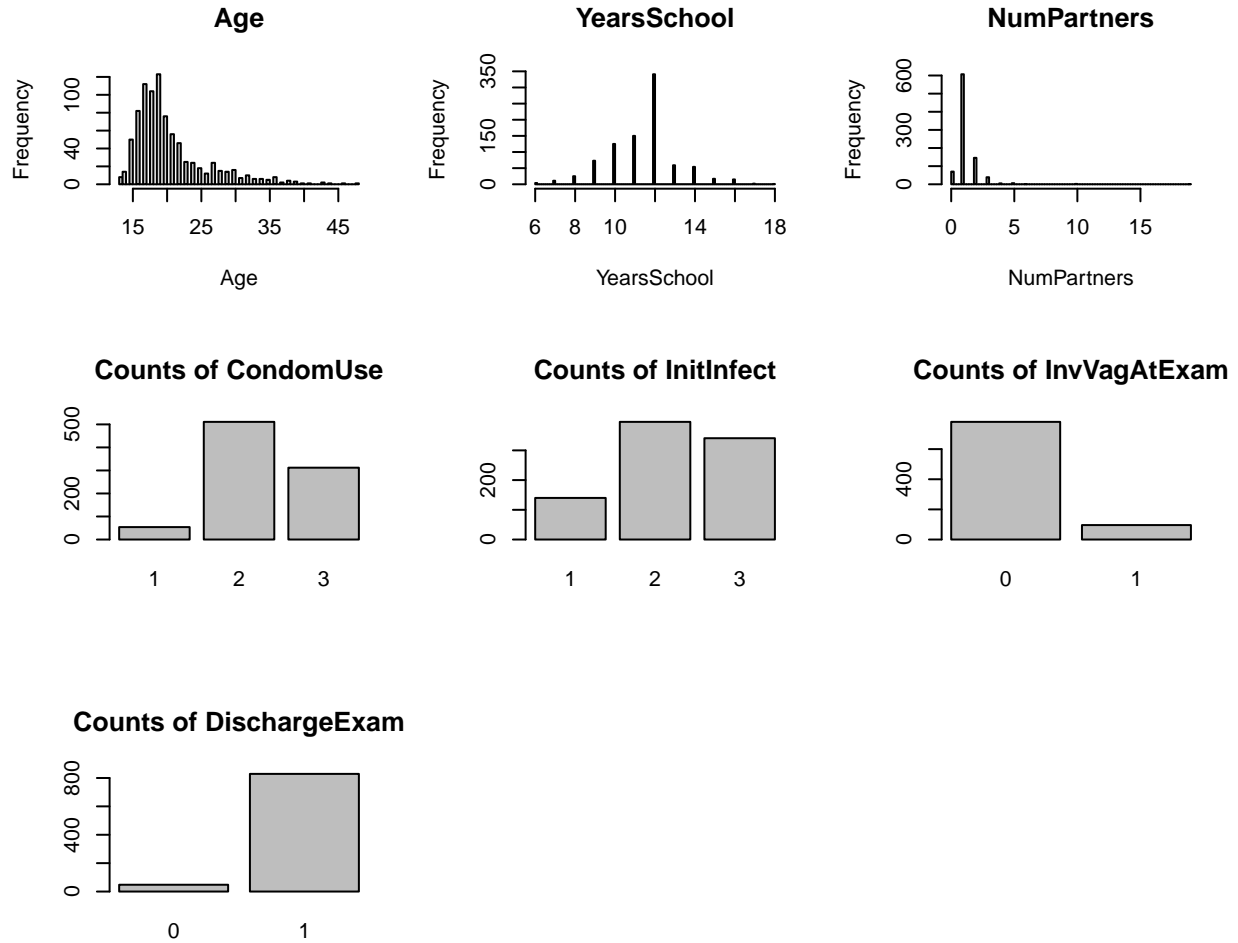 Age
Frequency
0 40 100
15 25 35 45
Age
YearsSchool
Frequency
0 150 350
6 8 10 14 18
YearsSchool
NumPartners
Frequency
0 300 600
0 5 10 15
NumPartners
Counts of CondomUse
0 200 500
1 2 3
Counts of InitInfect
0 200
1 2 3
Counts of InvVagAtExam
0 400
0 1
Counts of DischargeExam
0 400 800
0 1